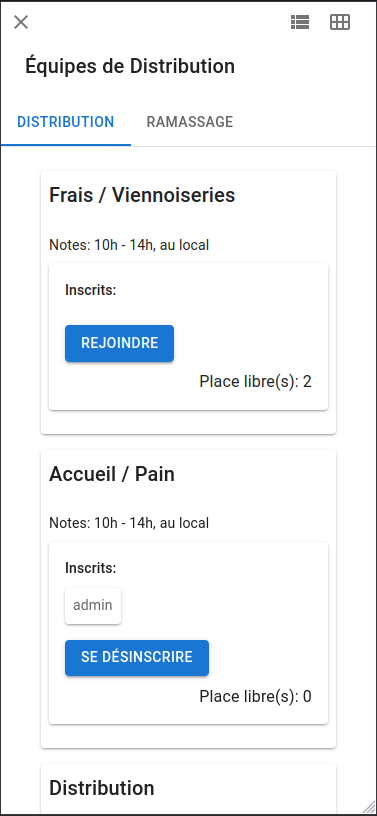 Équipes de Distribution
DISTRIBUTION RAMASSAGE
Frais / Viennoiseries
Notes: 10h - 14h, au local
Inscrits:
REJOINDRE
Place libre(s): 2
Accueil / Pain
Notes: 10h - 14h, au local
Inscrits:
admin
SE DÉSINSCRIRE
Place libre(s): 0
Distribution